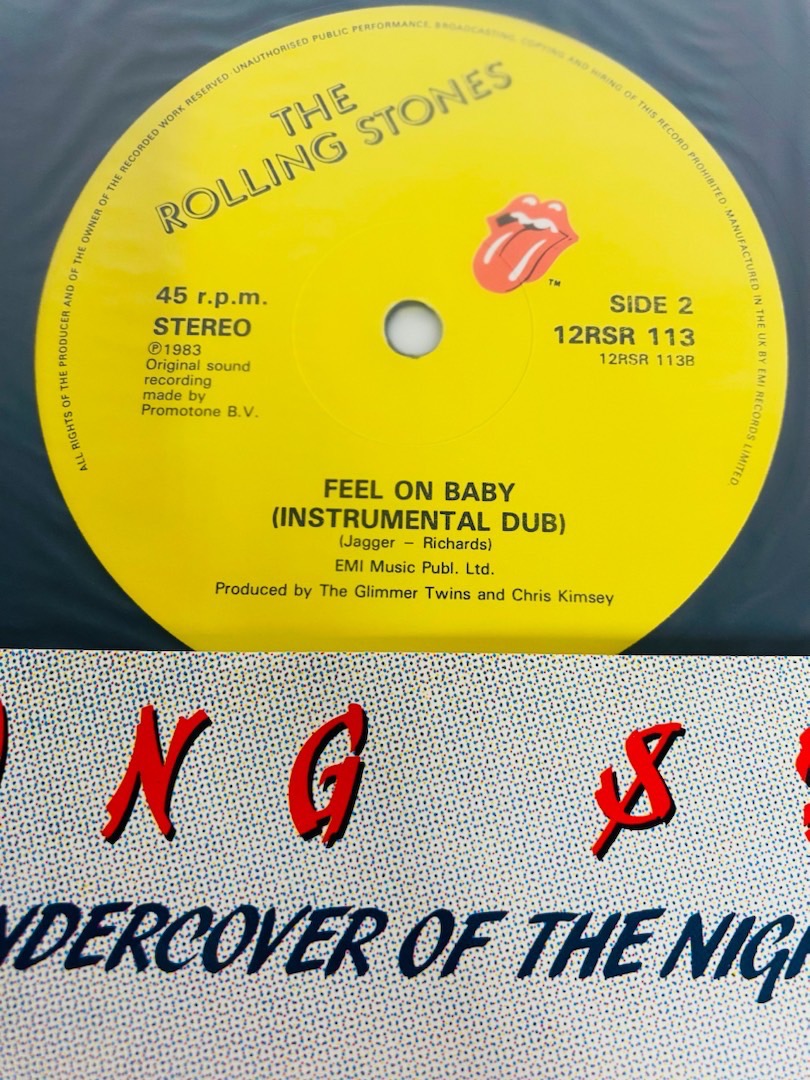 ALL RIGHTS OF THE PRODUCER AND OF THE OWNER OF THE RECORDED WORK RESERVED·UNAUTHORISED PUBLIC PERFORMANCE, BROADCASTING, COPYING AND HIRING OF THIS RECORD PROHIBITED·MANUFACTURED IN THE UK BY EMI RECORDS LIMITED.
THE
ROLLING STONES
TM
45 r.p.m.
STEREO
Ⓟ1983
Original sound
recording
made by
Promotone B.V.
SIDE 2
12RSR 113
12RSR 113B
FEEL ON BABY
(INSTRUMENTAL DUB)
(Jagger – Richards)
EMI Music Publ. Ltd.
Produced by The Glimmer Twins and Chris Kimsey
NG S
NDERCOVER OF THE NIGH